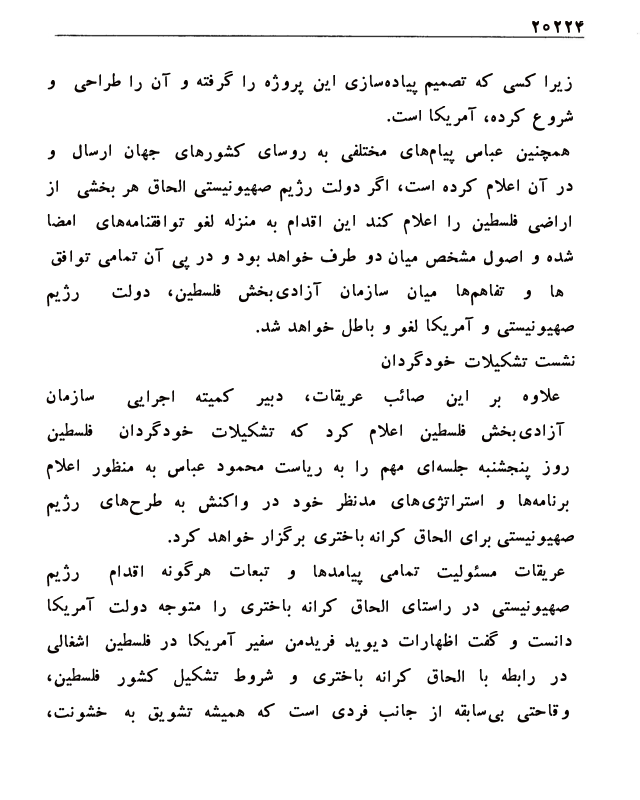 ۲۰۲۲۴
زیرا کسی که تصمیم پیاده‌سازی این پروژه را گرفته و آن را طراحی و
شروع کرده، آمریکا است.
همچنین عباس پیام‌های مختلفی به روسای کشورهای جهان ارسال و
در آن اعلام کرده است، اگر دولت رژیم صهیونیستی الحاق هر بخشی از
اراضی فلسطین را اعلام کند این اقدام به منزله لغو توافقنامه‌های امضا
شده و اصول مشخص میان دو طرف خواهد بود و در پی آن تمامی توافق
ها و تفاهم‌ها میان سازمان آزادی‌بخش فلسطین، دولت رژیم
صهیونیستی و آمریکا لغو و باطل خواهد شد.
نشست تشکیلات خودگردان
علاوه بر این صائب عریقات، دبیر کمیته اجرایی سازمان
آزادی‌بخش فلسطین اعلام کرد که تشکیلات خودگردان فلسطین
روز پنجشنبه جلسه‌ای مهم را به ریاست محمود عباس به منظور اعلام
برنامه‌ها و استراتژی‌های مدنظر خود در واکنش به طرح‌های رژیم
صهیونیستی برای الحاق کرانه باختری برگزار خواهد کرد.
عریقات مسئولیت تمامی پیامدها و تبعات هرگونه اقدام رژیم
صهیونیستی در راستای الحاق کرانه باختری را متوجه دولت آمریکا
دانست و گفت اظهارات دیوید فریدمن سفیر آمریکا در فلسطین اشغالی
در رابطه با الحاق کرانه باختری و شروط تشکیل کشور فلسطین،
وقاحتی بی‌سابقه از جانب فردی است که همیشه تشویق به خشونت،